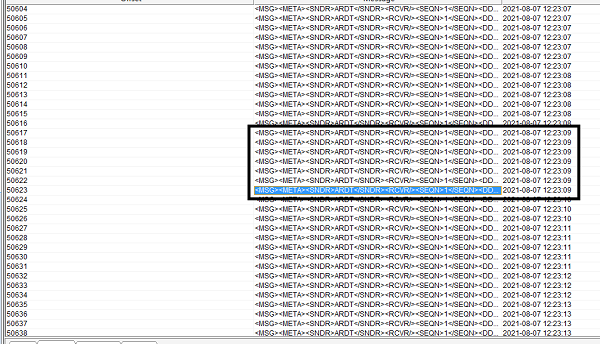 50604 <MSG><META><SNDR>ARDT</SNDR><RCVR/><SEQN>1</SEQN><DD... 2021-08-07 12:23:07
50605 <MSG><META><SNDR>ARDT</SNDR><RCVR/><SEQN>1</SEQN><DD... 2021-08-07 12:23:07
50606 <MSG><META><SNDR>ARDT</SNDR><RCVR/><SEQN>1</SEQN><DD... 2021-08-07 12:23:07
50607 <MSG><META><SNDR>ARDT</SNDR><RCVR/><SEQN>1</SEQN><DD... 2021-08-07 12:23:07
50608 <MSG><META><SNDR>ARDT</SNDR><RCVR/><SEQN>1</SEQN><DD... 2021-08-07 12:23:07
50609 <MSG><META><SNDR>ARDT</SNDR><RCVR/><SEQN>1</SEQN><DD... 2021-08-07 12:23:07
50610 <MSG><META><SNDR>ARDT</SNDR><RCVR/><SEQN>1</SEQN><DD... 2021-08-07 12:23:07
50611 <MSG><META><SNDR>ARDT</SNDR><RCVR/><SEQN>1</SEQN><DD... 2021-08-07 12:23:08
50612 <MSG><META><SNDR>ARDT</SNDR><RCVR/><SEQN>1</SEQN><DD... 2021-08-07 12:23:08
50613 <MSG><META><SNDR>ARDT</SNDR><RCVR/><SEQN>1</SEQN><DD... 2021-08-07 12:23:08
50614 <MSG><META><SNDR>ARDT</SNDR><RCVR/><SEQN>1</SEQN><DD... 2021-08-07 12:23:08
50615 <MSG><META><SNDR>ARDT</SNDR><RCVR/><SEQN>1</SEQN><DD... 2021-08-07 12:23:08
50616 <MSG><META><SNDR>ARDT</SNDR><RCVR/><SEQN>1</SEQN><DD... 2021-08-07 12:23:08
50617 <MSG><META><SNDR>ARDT</SNDR><RCVR/><SEQN>1</SEQN><DD... 2021-08-07 12:23:09
50618 <MSG><META><SNDR>ARDT</SNDR><RCVR/><SEQN>1</SEQN><DD... 2021-08-07 12:23:09
50619 <MSG><META><SNDR>ARDT</SNDR><RCVR/><SEQN>1</SEQN><DD... 2021-08-07 12:23:09
50620 <MSG><META><SNDR>ARDT</SNDR><RCVR/><SEQN>1</SEQN><DD... 2021-08-07 12:23:09
50621 <MSG><META><SNDR>ARDT</SNDR><RCVR/><SEQN>1</SEQN><DD... 2021-08-07 12:23:09
50622 <MSG><META><SNDR>ARDT</SNDR><RCVR/><SEQN>1</SEQN><DD... 2021-08-07 12:23:09
50623 <MSG><META><SNDR>ARDT</SNDR><RCVR/><SEQN>1</SEQN><DD... 2021-08-07 12:23:09
50624 <MSG><META><SNDR>ARDT</SNDR><RCVR/><SEQN>1</SEQN><DD... 2021-08-07
50625 <MSG><META><SNDR>ARDT</SNDR><RCVR/><SEQN>1</SEQN><DD... 2021-08-07 12:23:10
50626 <MSG><META><SNDR>ARDT</SNDR><RCVR/><SEQN>1</SEQN><DD... 2021-08-07 12:23:10
50627 <MSG><META><SNDR>ARDT</SNDR><RCVR/><SEQN>1</SEQN><DD... 2021-08-07 12:23:11
50628 <MSG><META><SNDR>ARDT</SNDR><RCVR/><SEQN>1</SEQN><DD... 2021-08-07 12:23:11
50629 <MSG><META><SNDR>ARDT</SNDR><RCVR/><SEQN>1</SEQN><DD... 2021-08-07 12:23:11
50630 <MSG><META><SNDR>ARDT</SNDR><RCVR/><SEQN>1</SEQN><DD... 2021-08-07 12:23:11
50631 <MSG><META><SNDR>ARDT</SNDR><RCVR/><SEQN>1</SEQN><DD... 2021-08-07 12:23:11
50632 <MSG><META><SNDR>ARDT</SNDR><RCVR/><SEQN>1</SEQN><DD... 2021-08-07 12:23:12
50633 <MSG><META><SNDR>ARDT</SNDR><RCVR/><SEQN>1</SEQN><DD... 2021-08-07 12:23:12
50634 <MSG><META><SNDR>ARDT</SNDR><RCVR/><SEQN>1</SEQN><DD... 2021-08-07 12:23:12
50635 <MSG><META><SNDR>ARDT</SNDR><RCVR/><SEQN>1</SEQN><DD... 2021-08-07 12:23:12
50636 <MSG><META><SNDR>ARDT</SNDR><RCVR/><SEQN>1</SEQN><DD... 2021-08-07 12:23:13
50637 <MSG><META><SNDR>ARDT</SNDR><RCVR/><SEQN>1</SEQN><DD... 2021-08-07 12:23:13
50638 <MSG><META><SNDR>ARDT</SNDR><RCVR/><SEQN>1</SEQN><DD... 2021-08-07 12:23:13